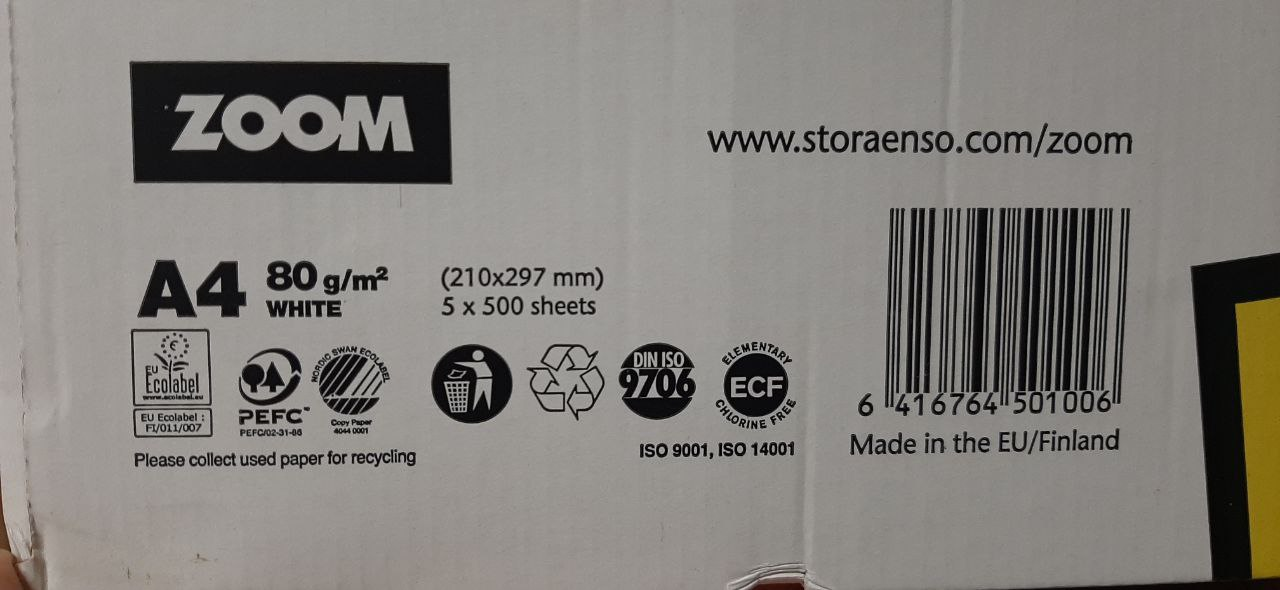 ZOOM
www.storaenso.com/zoom
A4 80 g/m² (210x297 mm)
WHITE 5 x 500 sheets
EU
Ecolabel
www.ecolabel.eu
EU Ecolabel :
FI/011/007
PEFC
PEFC/02-31-85
NORDIC SWAN ECOLABEL
Copy Paper
4044 0001
DIN ISO
9706
ELEMENTARY
ECF
CHLORINE FREE
6 416764 501006
Please collect used paper for recycling
ISO 9001, ISO 14001
Made in the EU/Finland